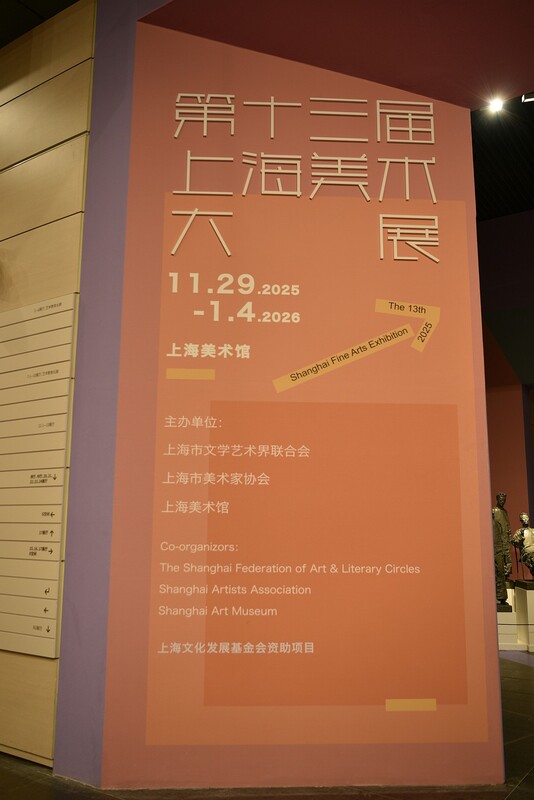 第十三届
上海美术
大 展
11.29.2025
-1.4.2026
The 13th
Shanghai Fine Arts Exhibition
2025
上海美术馆
主办单位：
上海市文学艺术界联合会
上海市美术家协会
上海美术馆
Co-organizers:
The Shanghai Federation of Art & Literary Circles
Shanghai Artists Association
Shanghai Art Museum
上海文化发展基金会资助项目